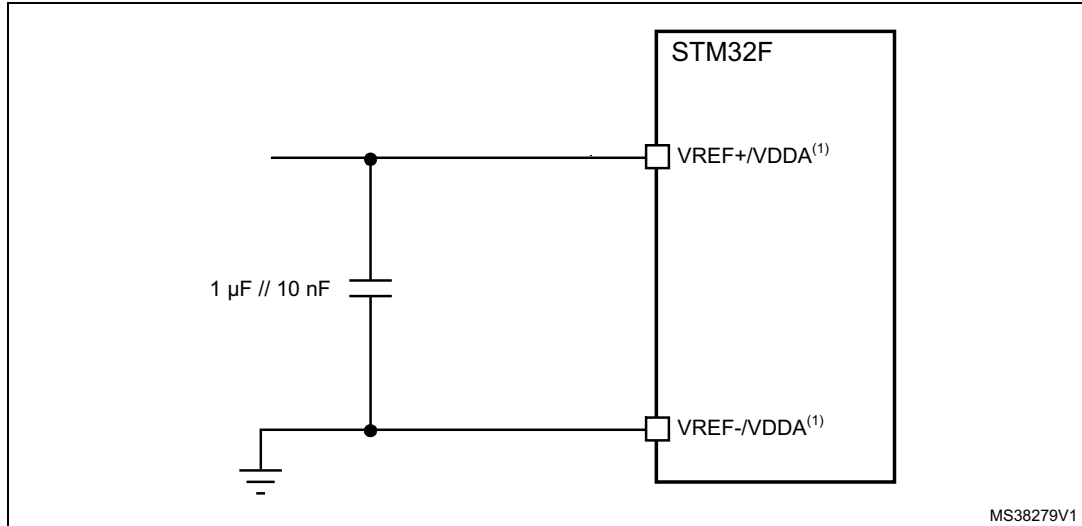 STM32F
VREF+/VDDA(1)
1 µF // 10 nF
VREF-/VDDA(1)
MS38279V1